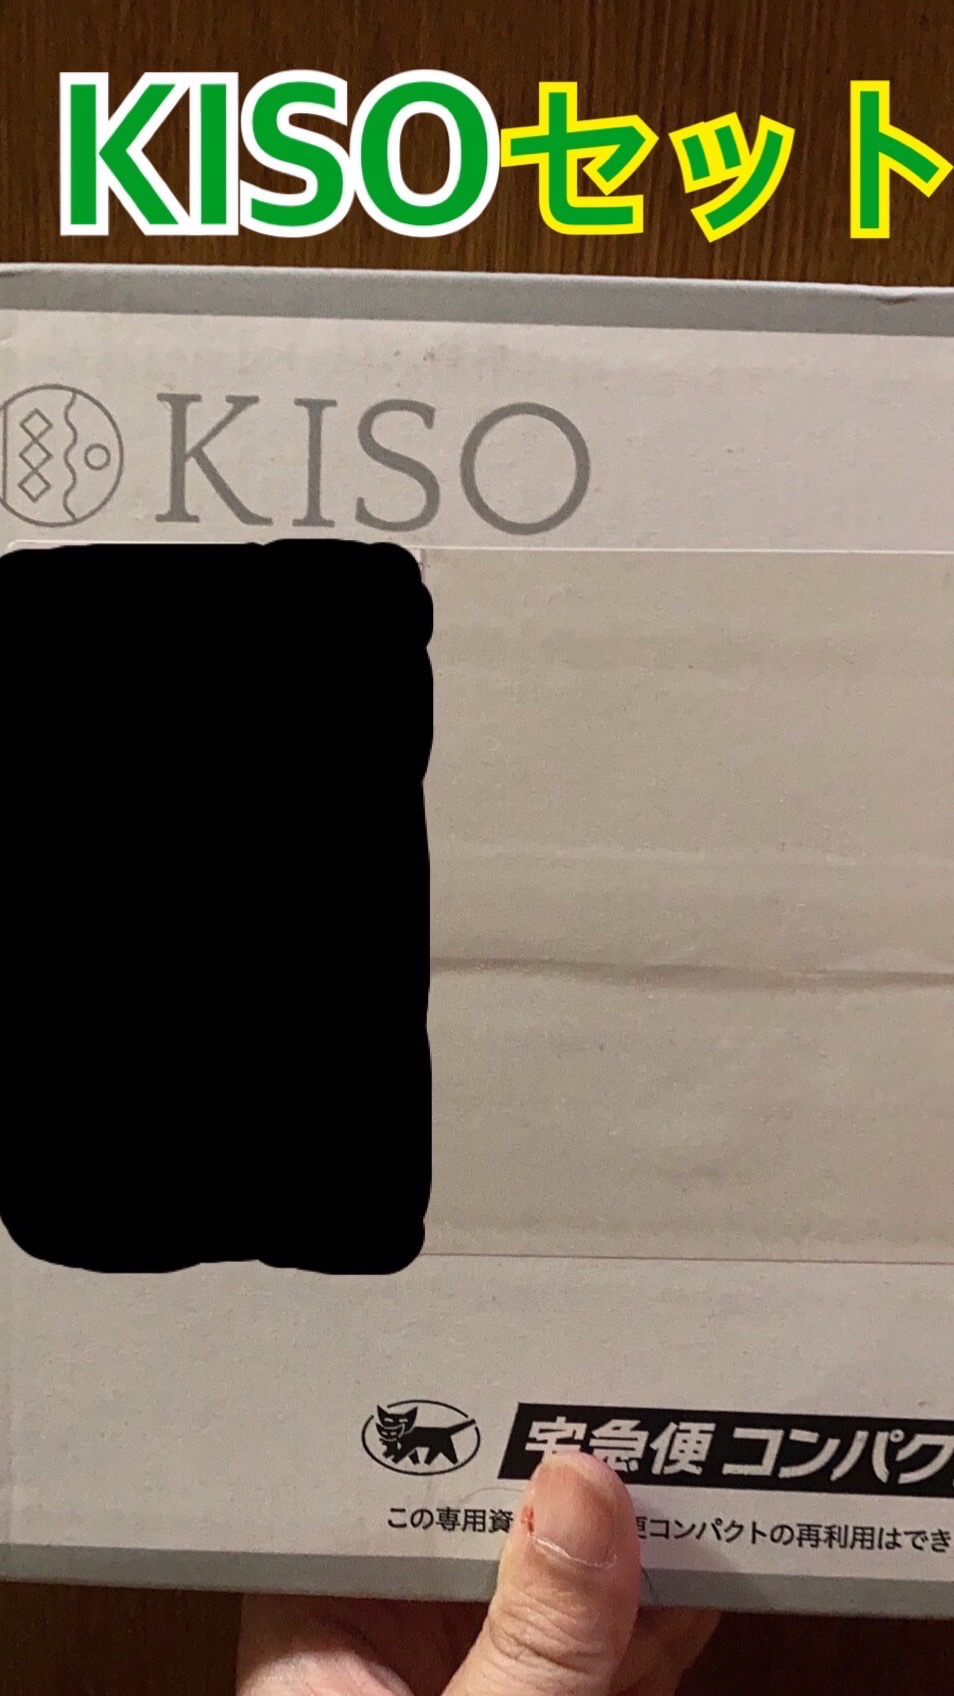 KISOセット
KISO
宅急便 コンパク
この専用資
コンパクトの再利用はでき